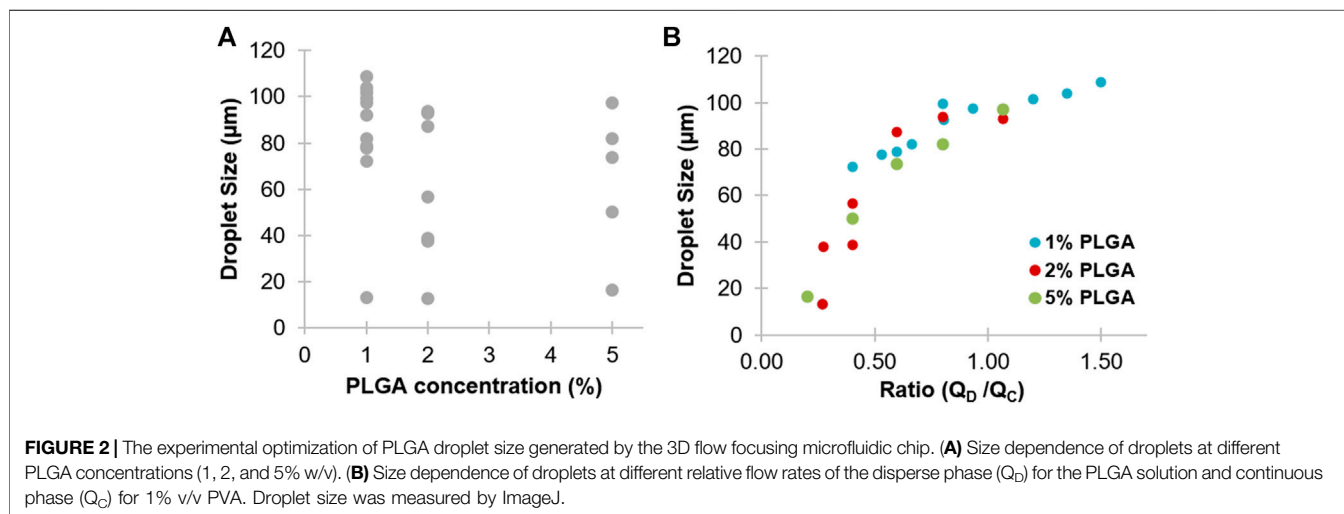 A
B
120
100
80
60
40
20
0
Droplet Size (µm)
0 1 2 3 4 5
PLGA concentration (%)
120
100
80
60
40
20
0
Droplet Size (µm)
1% PLGA
2% PLGA
5% PLGA
0.00 0.50 1.00 1.50
Ratio (QD /QC)
FIGURE 2 | The experimental optimization of PLGA droplet size generated by the 3D flow focusing microfluidic chip. (A) Size dependence of droplets at different
PLGA concentrations (1, 2, and 5% w/v). (B) Size dependence of droplets at different relative flow rates of the disperse phase (QD) for the PLGA solution and continuous
phase (QC) for 1% v/v PVA. Droplet size was measured by ImageJ.